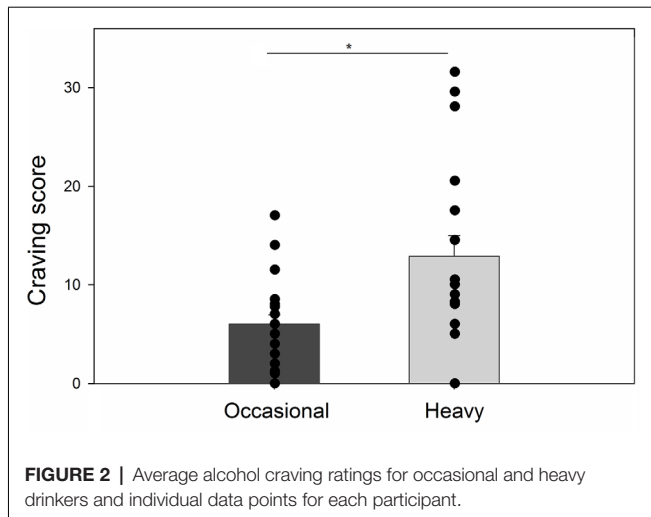 *
30
20
10
0
Craving score
Occasional Heavy
FIGURE 2 | Average alcohol craving ratings for occasional and heavy
drinkers and individual data points for each participant.